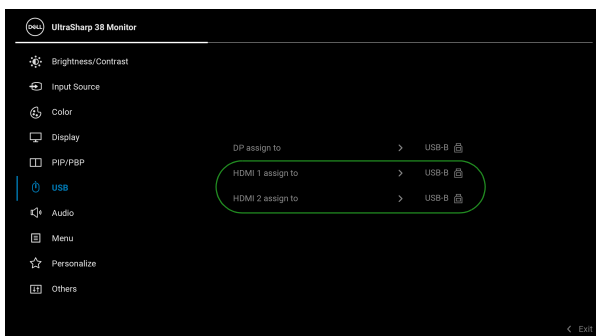 DELL UltraSharp 38 Monitor
Brightness/Contrast
Input Source
Color
Display
PIP/PBP
USB
Audio
Menu
Personalize
Others
DP assign to > USB-B
HDMI 1 assign to > USB-B
HDMI 2 assign to > USB-B
< Exit